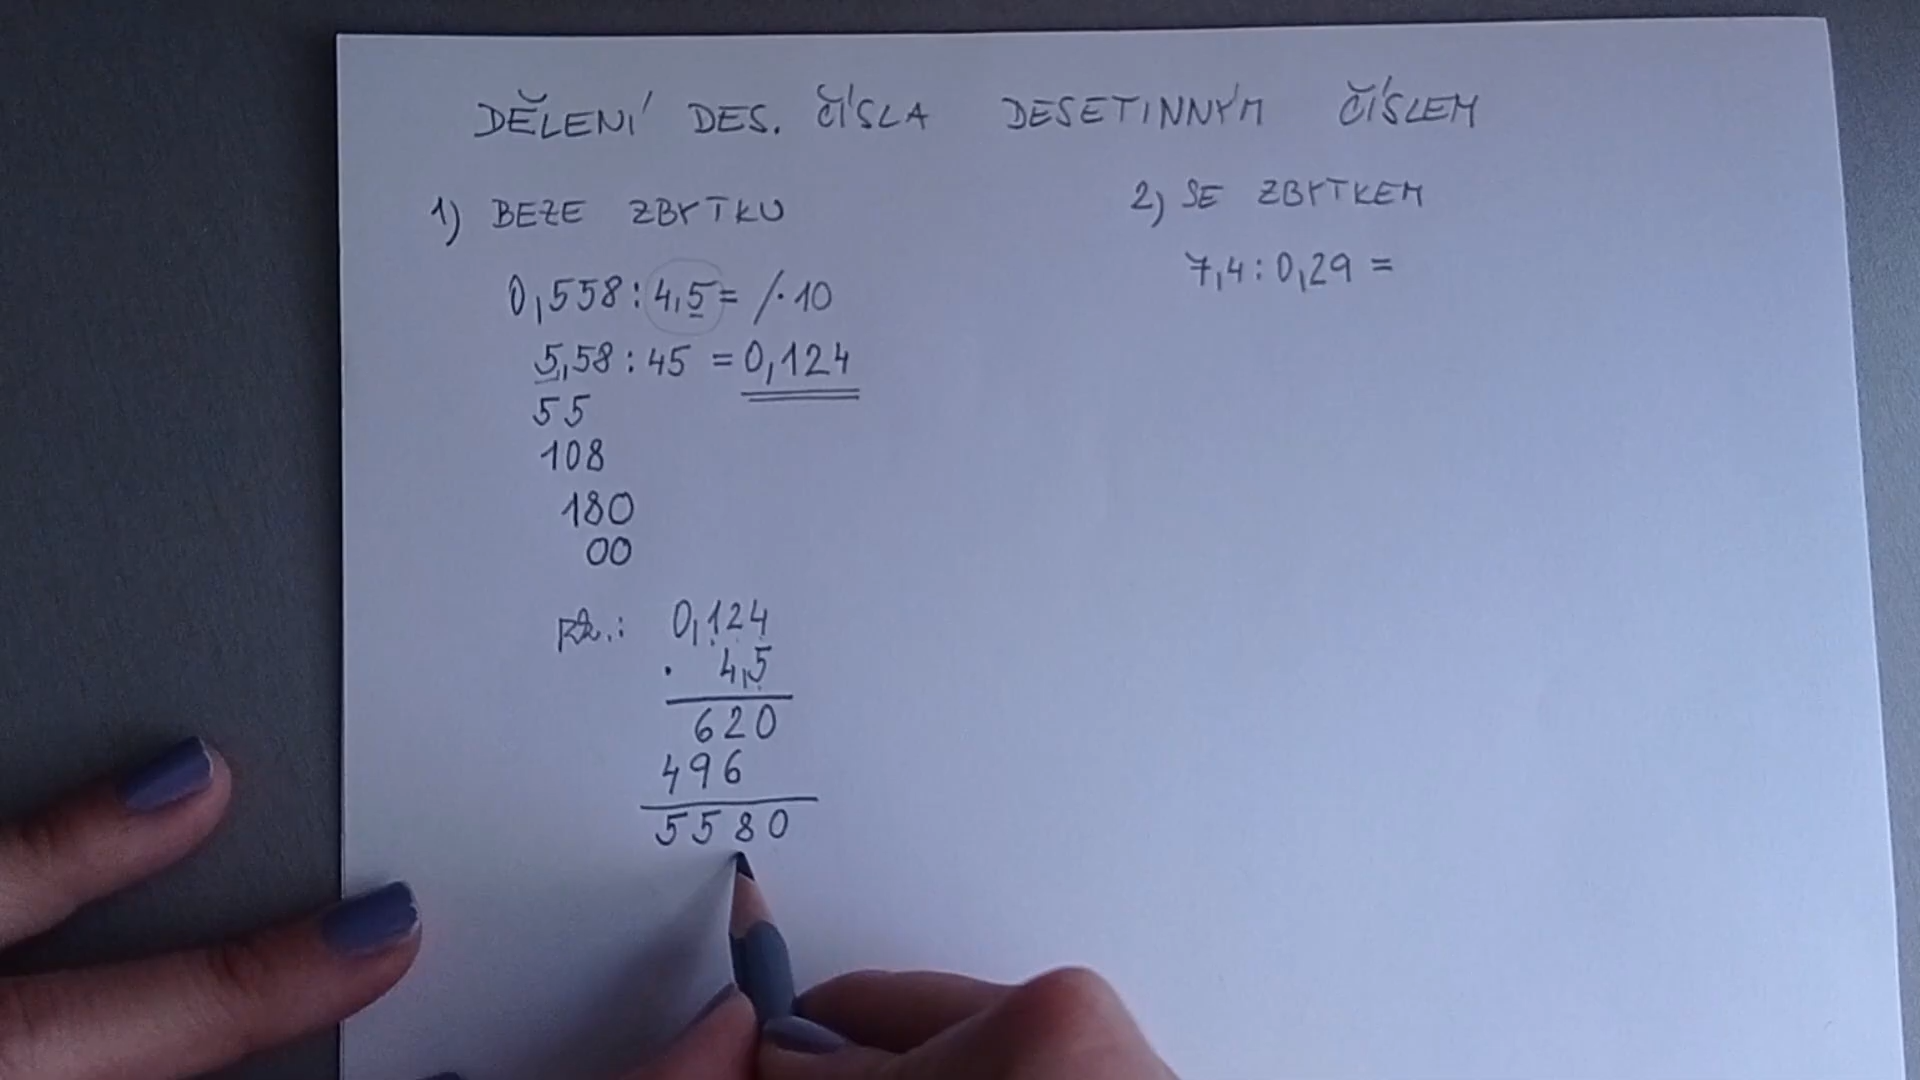 DĚLENÍ DES. ČÍSLA DESETINNÝM ČÍSLEM
1) BEZE ZBYTKU
0,558 : 4,5 = /·10
5,58 : 45 = 0,124
55
108
180
00
zk.: 0,124
· 4,5
620
496
5580
2) SE ZBYTKEM
7,4 : 0,29 =